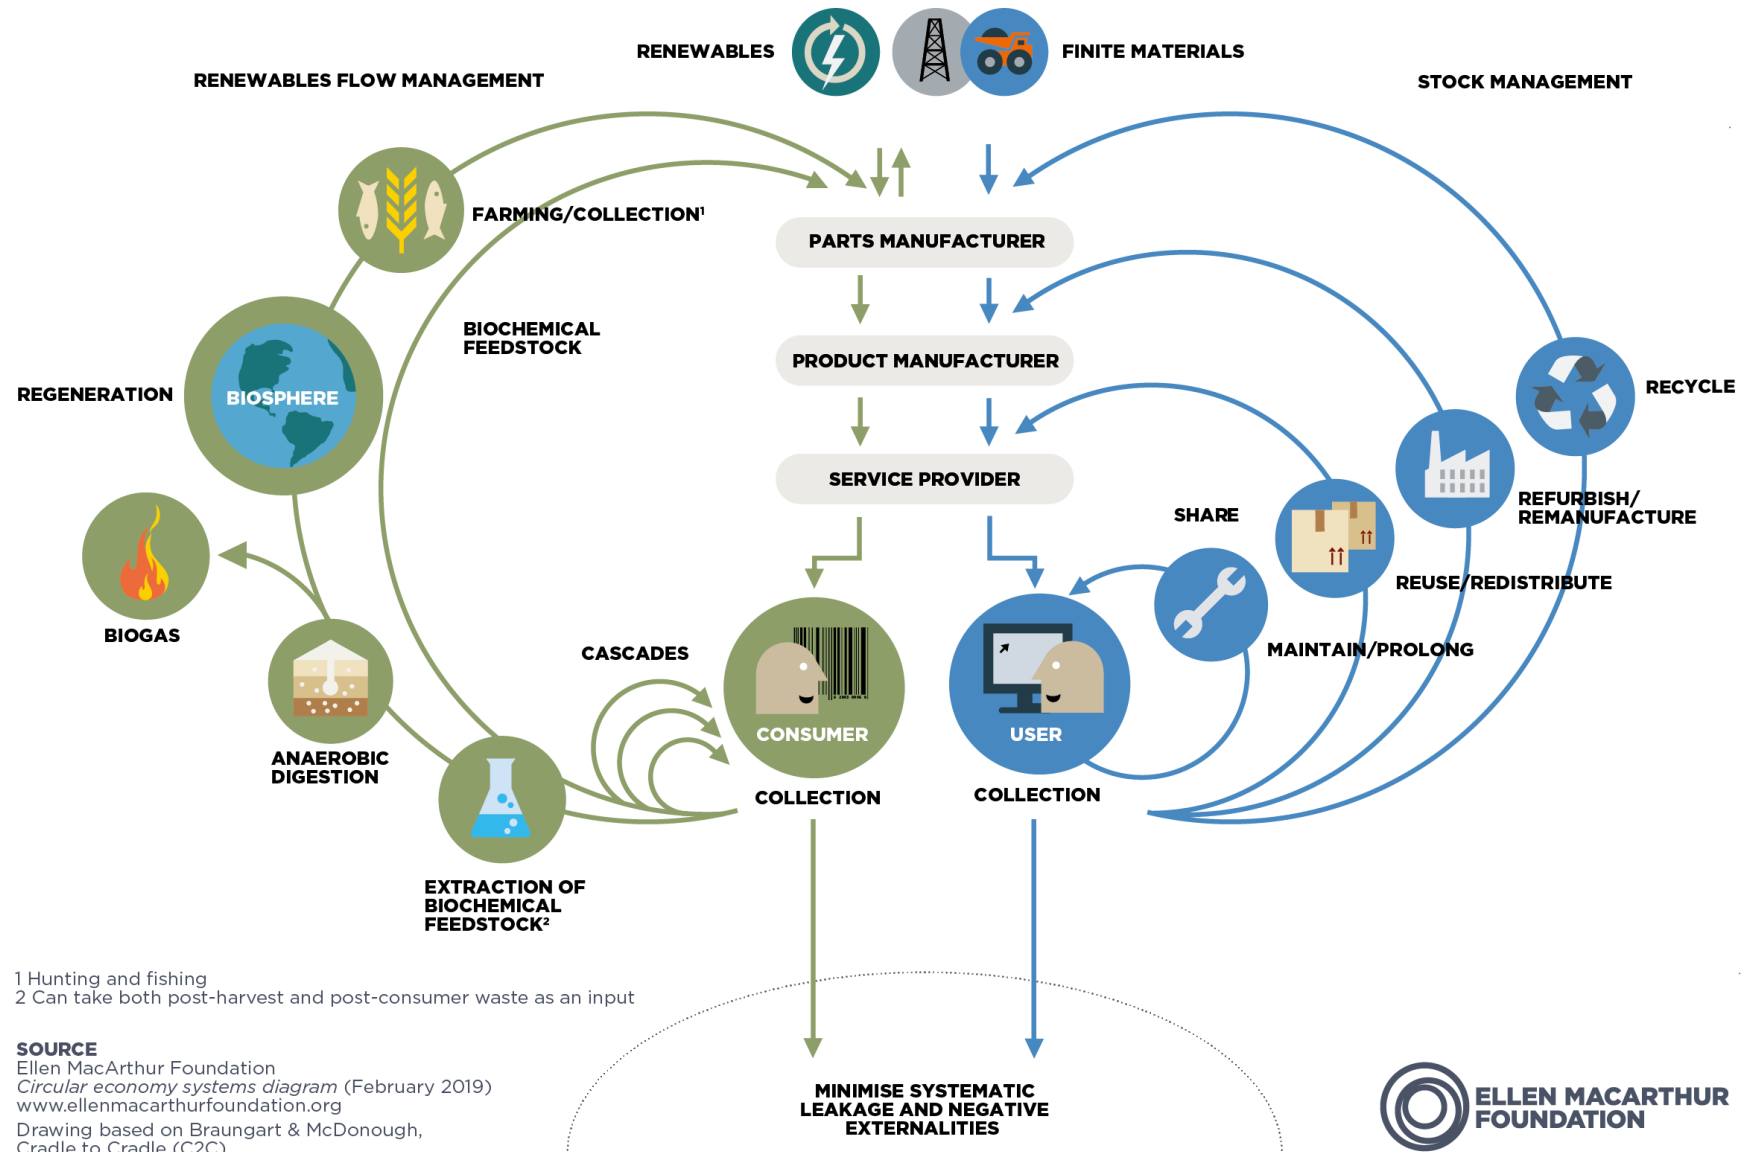 RENEWABLES
FINITE MATERIALS
RENEWABLES FLOW MANAGEMENT
STOCK MANAGEMENT
FARMING/COLLECTION¹
PARTS MANUFACTURER
BIOCHEMICAL
FEEDSTOCK
PRODUCT MANUFACTURER
REGENERATION
BIOSPHERE
RECYCLE
SERVICE PROVIDER
SHARE
REFURBISH/
REMANUFACTURE
REUSE/REDISTRIBUTE
BIOGAS
CASCADES
MAINTAIN/PROLONG
CONSUMER
USER
ANAEROBIC
DIGESTION
COLLECTION
COLLECTION
EXTRACTION OF
BIOCHEMICAL
FEEDSTOCK²
1 Hunting and fishing
2 Can take both post-harvest and post-consumer waste as an input
SOURCE
Ellen MacArthur Foundation
Circular economy systems diagram (February 2019)
www.ellenmacarthurfoundation.org
Drawing based on Braungart & McDonough,
Cradle to Cradle (C2C)
MINIMISE SYSTEMATIC
LEAKAGE AND NEGATIVE
EXTERNALITIES
ELLEN MACARTHUR
FOUNDATION